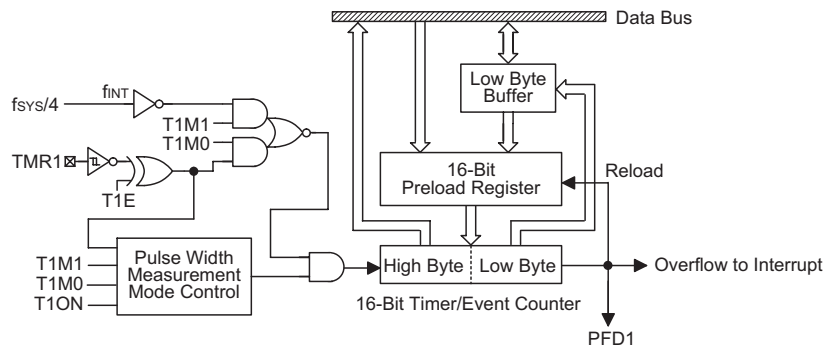 Data Bus
Low Byte
Buffer
fINT
fSYS/4
T1M1
T1M0
TMR1
T1E
16-Bit
Preload Register
Reload
T1M1
T1M0
T1ON
Pulse Width
Measurement
Mode Control
High Byte
Low Byte
Overflow to Interrupt
16-Bit Timer/Event Counter
PFD1